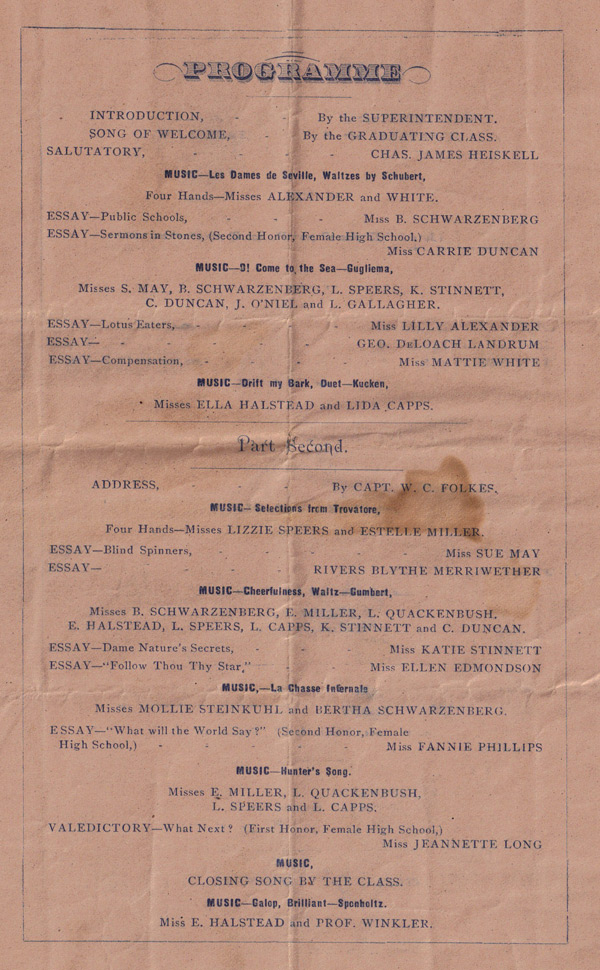 PROGRAMME
INTRODUCTION, - - By the SUPERINTENDENT.
SONG OF WELCOME, - By the GRADUATING CLASS.
SALUTATORY, - - - - CHAS. JAMES HEISKELL
MUSIC—Les Dames de Seville, Waltzes by Schubert,
Four Hands—Misses ALEXANDER and WHITE.
ESSAY—Public Schools, - - - - Miss B. SCHWARZENBERG
ESSAY—Sermons in Stones, (Second Honor, Female High School,)
Miss CARRIE DUNCAN
MUSIC—O! Come to the Sea—Gugliema,
Misses S. MAY, B. SCHWARZENBERG, L. SPEERS, K. STINNETT,
C. DUNCAN, J. O'NIEL and L. GALLAGHER.
ESSAY—Lotus Eaters, - - - - Miss LILLY ALEXANDER
ESSAY— - - - - - GEO. DeLOACH LANDRUM
ESSAY—Compensation, - - - - - Miss MATTIE WHITE
MUSIC—Drift my Bark, Duet—Kucken,
Misses ELLA HALSTEAD and LIDA CAPPS.
Part Second.
ADDRESS, - - - - By CAPT. W. C. FOLKES,
MUSIC—Selections from Trovatore,
Four Hands—Misses LIZZIE SPEERS and ESTELLE MILLER.
ESSAY—Blind Spinners, - - - - - - Miss SUE MAY
ESSAY— - - - - RIVERS BLYTHE MERRIWETHER
MUSIC—Cheerfulness, Waltz—Gumbert,
Misses B. SCHWARZENBERG, E. MILLER, L. QUACKENBUSH,
E. HALSTEAD, L. SPEERS, L. CAPPS, K. STINNETT and C. DUNCAN.
ESSAY—Dame Nature's Secrets, - - - - Miss KATIE STINNETT
ESSAY—"Follow Thou Thy Star," - - - Miss ELLEN EDMONDSON
MUSIC,—La Chasse Infernale
Misses MOLLIE STEINKUHL and BERTHA SCHWARZENBERG.
ESSAY—"What will the World Say?" (Second Honor, Female
High School,) - - - - - Miss FANNIE PHILLIPS
MUSIC—Hunter's Song.
Misses E. MILLER, L. QUACKENBUSH,
L. SPEERS and L. CAPPS.
VALEDICTORY—What Next? (First Honor, Female High School,)
Miss JEANNETTE LONG
MUSIC,
CLOSING SONG BY THE CLASS.
MUSIC—Galop, Brilliant—Sponholtz.
Miss E. HALSTEAD and PROF. WINKLER.